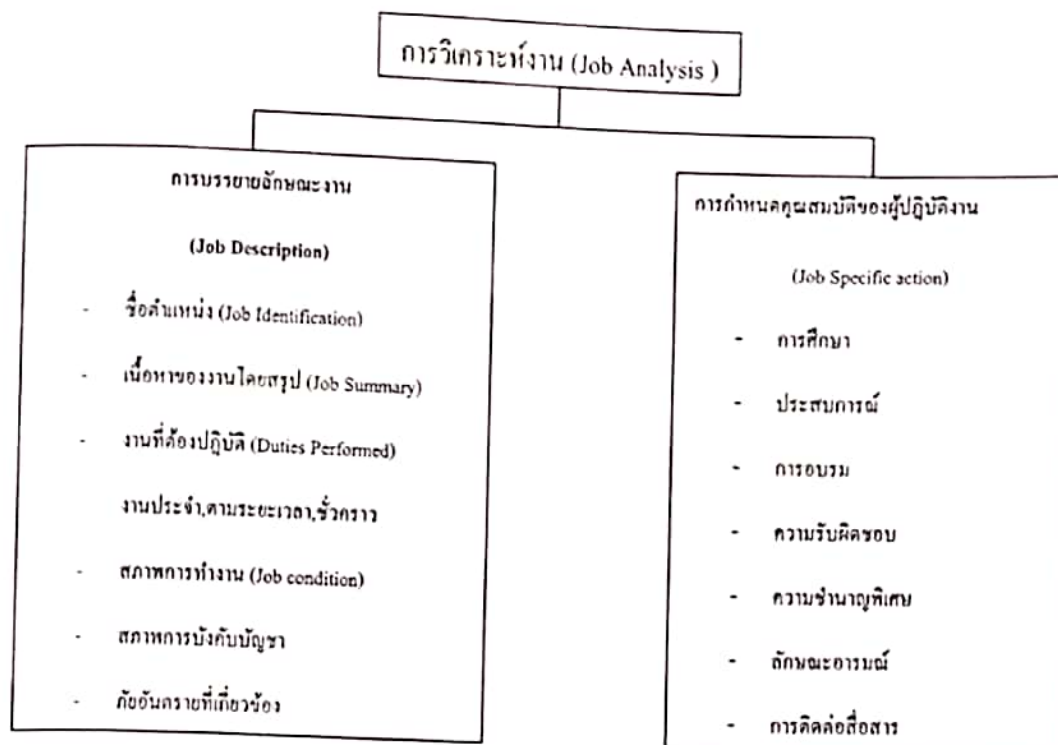 การวิเคราะห์งาน (Job Analysis )
การบรรยายลักษณะงาน
(Job Description)
- ชื่อตำแหน่ง (Job Identification)
- เนื้อหาของงานโดยสรุป (Job Summary)
- งานที่ต้องปฏิบัติ (Duties Performed)
งานประจำ,ตามระยะเวลา,ชั่วคราว
- สภาพการทำงาน (Job condition)
- สภาพการบังคับบัญชา
- ภัยอันตรายที่เกี่ยวข้อง
การกำหนดคุณสมบัติของผู้ปฏิบัติงาน
(Job Specific action)
- การศึกษา
- ประสบการณ์
- การอบรม
- ความรับผิดชอบ
- ความชำนาญพิเศษ
- ลักษณะอารมณ์
- การติดต่อสื่อสาร